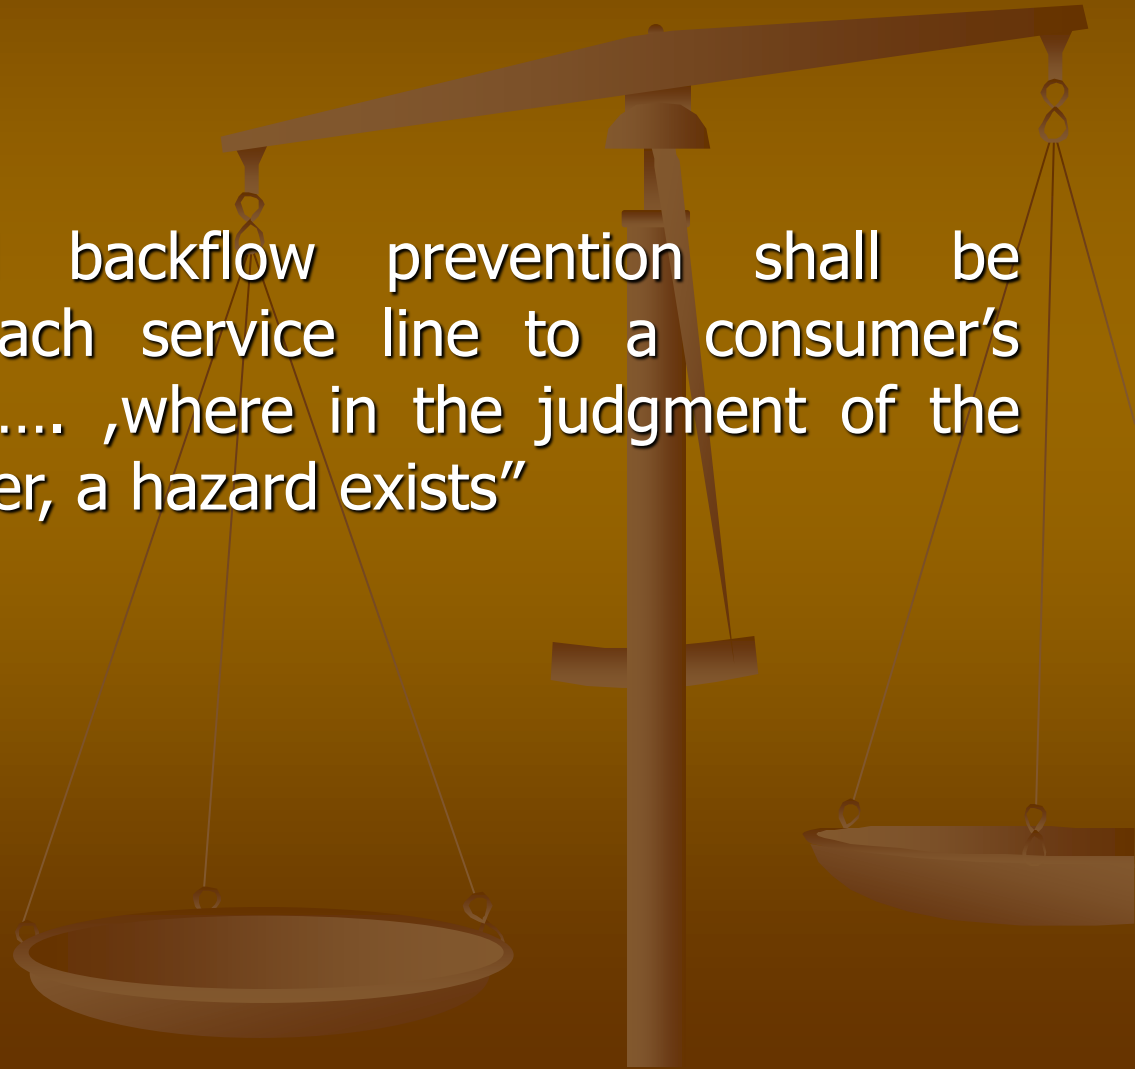 backflow prevention shall be
ach service line to a consumer’s
…. ,where in the judgment of the
er, a hazard exists”